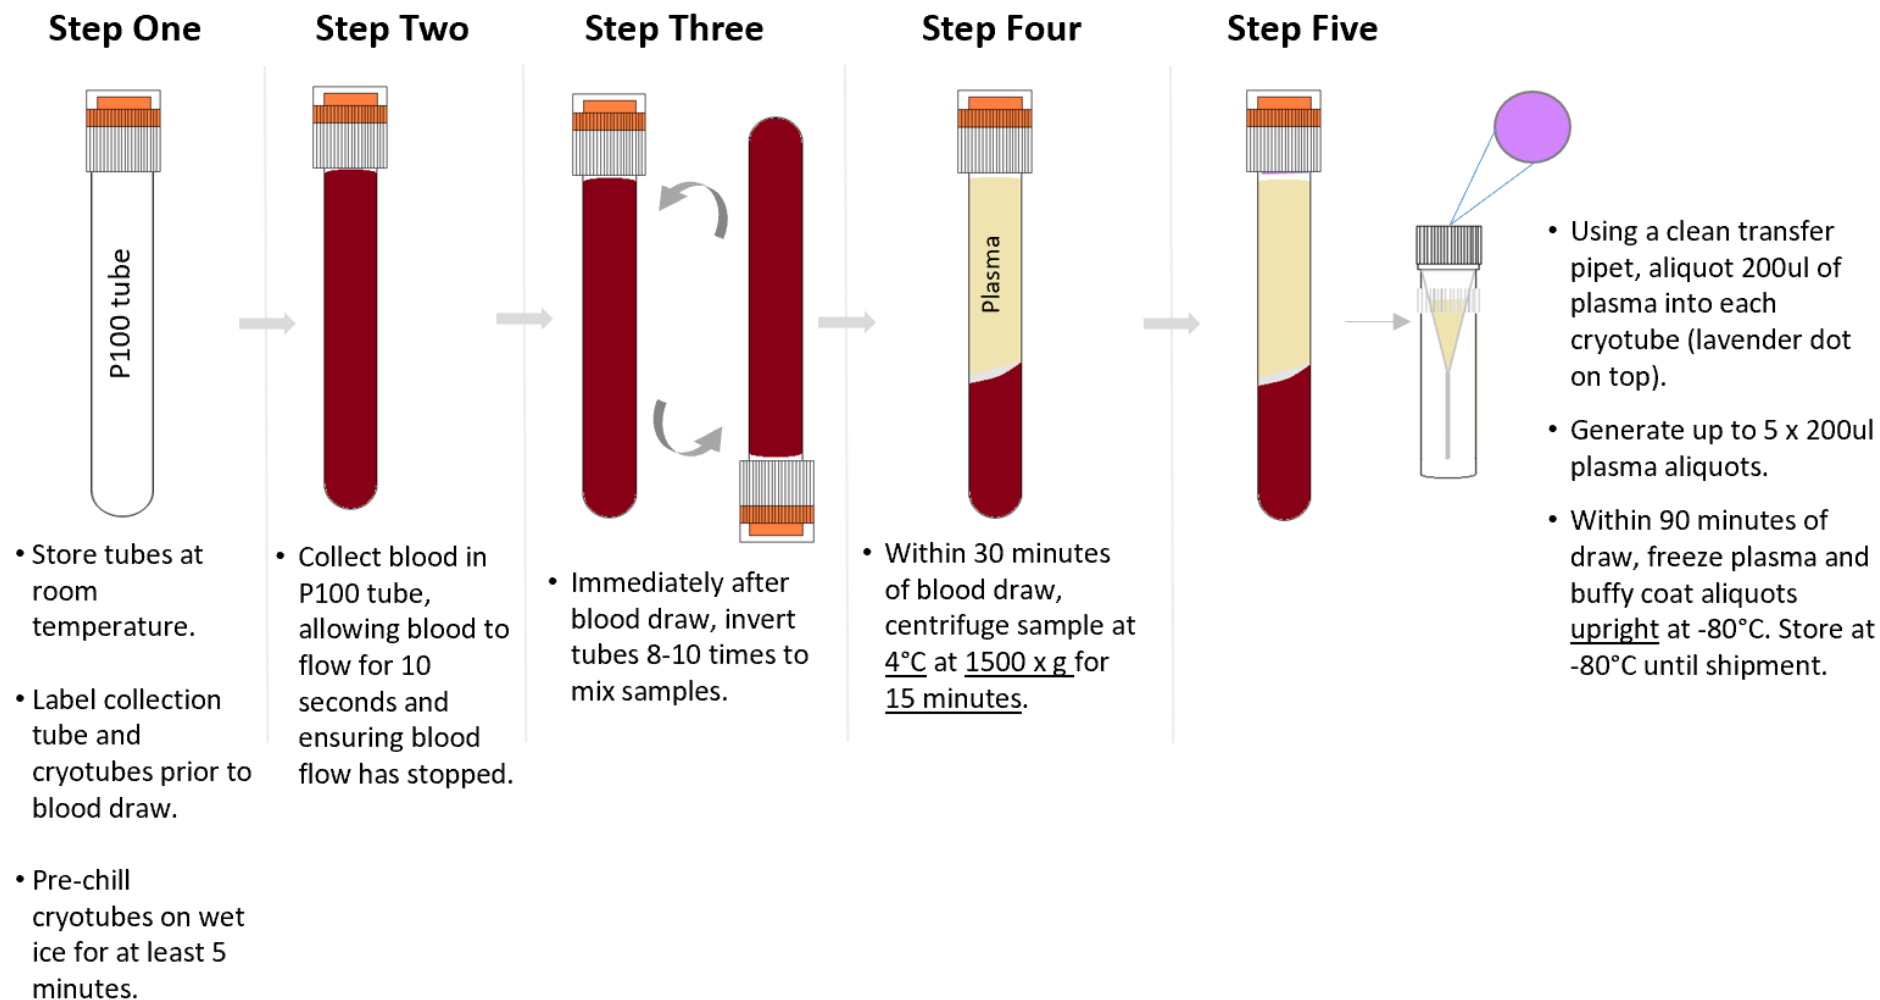 Step One
P100 tube
• Store tubes at
room
temperature.
• Label collection
tube and
cryotubes prior to
blood draw.
• Pre-chill
cryotubes on wet
ice for at least 5
minutes.
Step Two
• Collect blood in
P100 tube,
allowing blood to
flow for 10
seconds and
ensuring blood
flow has stopped.
Step Three
• Immediately after
blood draw, invert
tubes 8-10 times to
mix samples.
Step Four
Plasma
• Within 30 minutes
of blood draw,
centrifuge sample at
4°C at 1500 x g for
15 minutes.
Step Five
• Using a clean transfer
pipet, aliquot 200ul of
plasma into each
cryotube (lavender dot
on top).
• Generate up to 5 x 200ul
plasma aliquots.
• Within 90 minutes of
draw, freeze plasma and
buffy coat aliquots
upright at -80°C. Store at
-80°C until shipment.